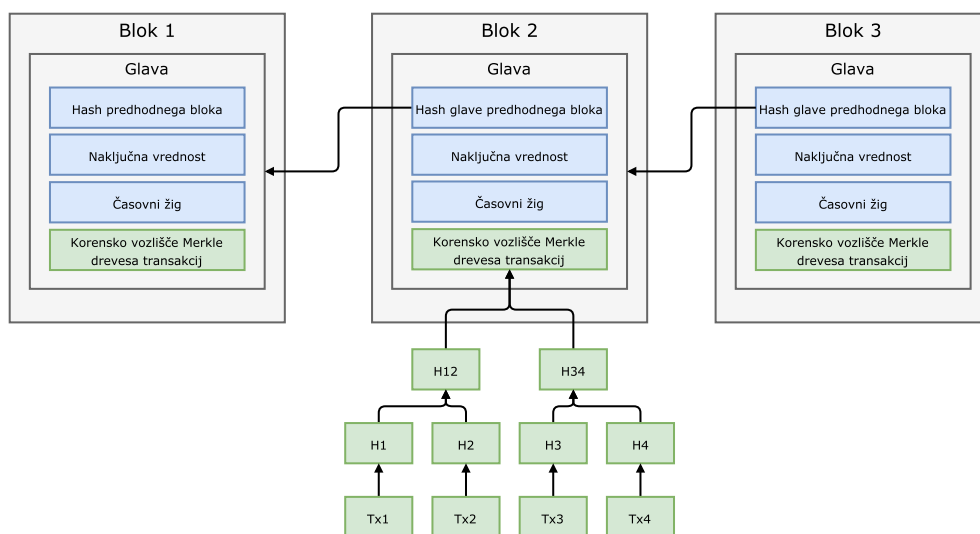 Blok 1
Glava
Hash predhodnega bloka
Naključna vrednost
Časovni žig
Korensko vozlišče Merkle
drevesa transakcij
Blok 2
Glava
Hash glave predhodnega bloka
Naključna vrednost
Časovni žig
Korensko vozlišče Merkle
drevesa transakcij
Blok 3
Glava
Hash glave predhodnega bloka
Naključna vrednost
Časovni žig
Korensko vozlišče Merkle
drevesa transakcij
H12
H34
H1
H2
H3
H4
Tx1
Tx2
Tx3
Tx4